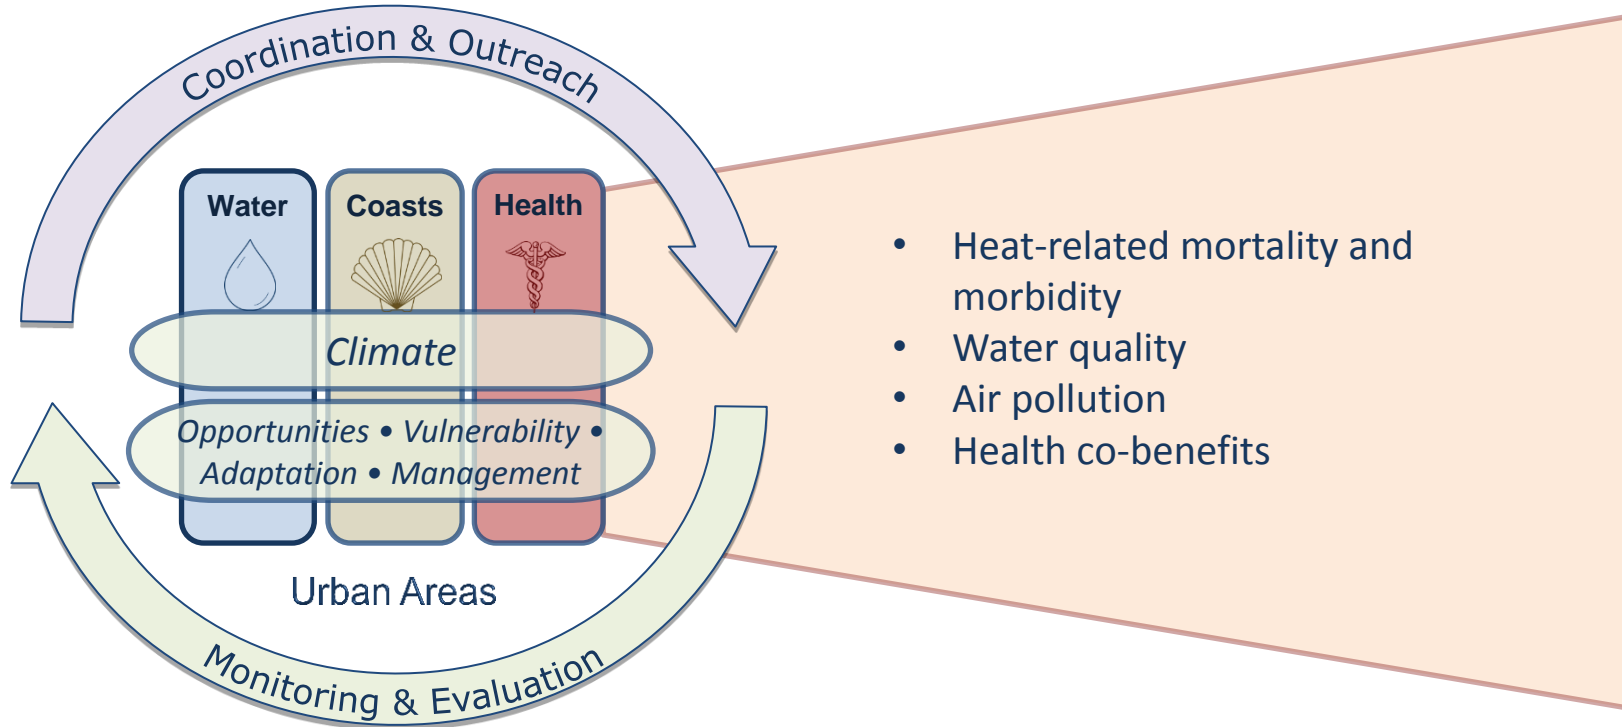 Coordination & Outreach
Water
Coasts
Health
Climate
Opportunities • Vulnerability •
Adaptation • Management
Urban Areas
Monitoring & Evaluation
• Heat-related mortality and
morbidity
• Water quality
• Air pollution
• Health co-benefits